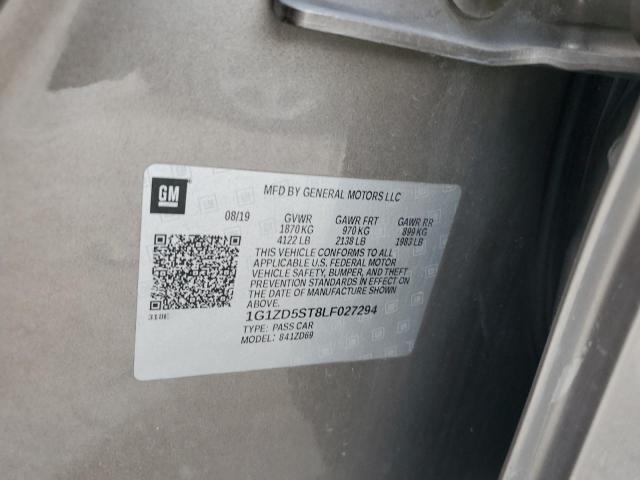 GM
MFD BY GENERAL MOTORS LLC
08/19 GVWR GAWR FRT GAWR RR
1870 KG 970 KG 899 KG
4122 LB 2138 LB 1983 LB
THIS VEHICLE CONFORMS TO ALL
APPLICABLE U.S. FEDERAL MOTOR
VEHICLE SAFETY, BUMPER, AND THEFT
PREVENTION STANDARDS IN EFFECT ON
THE DATE OF MANUFACTURE SHOWN
ABOVE.
318E
1G1ZD5ST8LF027294
TYPE: PASS CAR
MODEL: 841ZD69